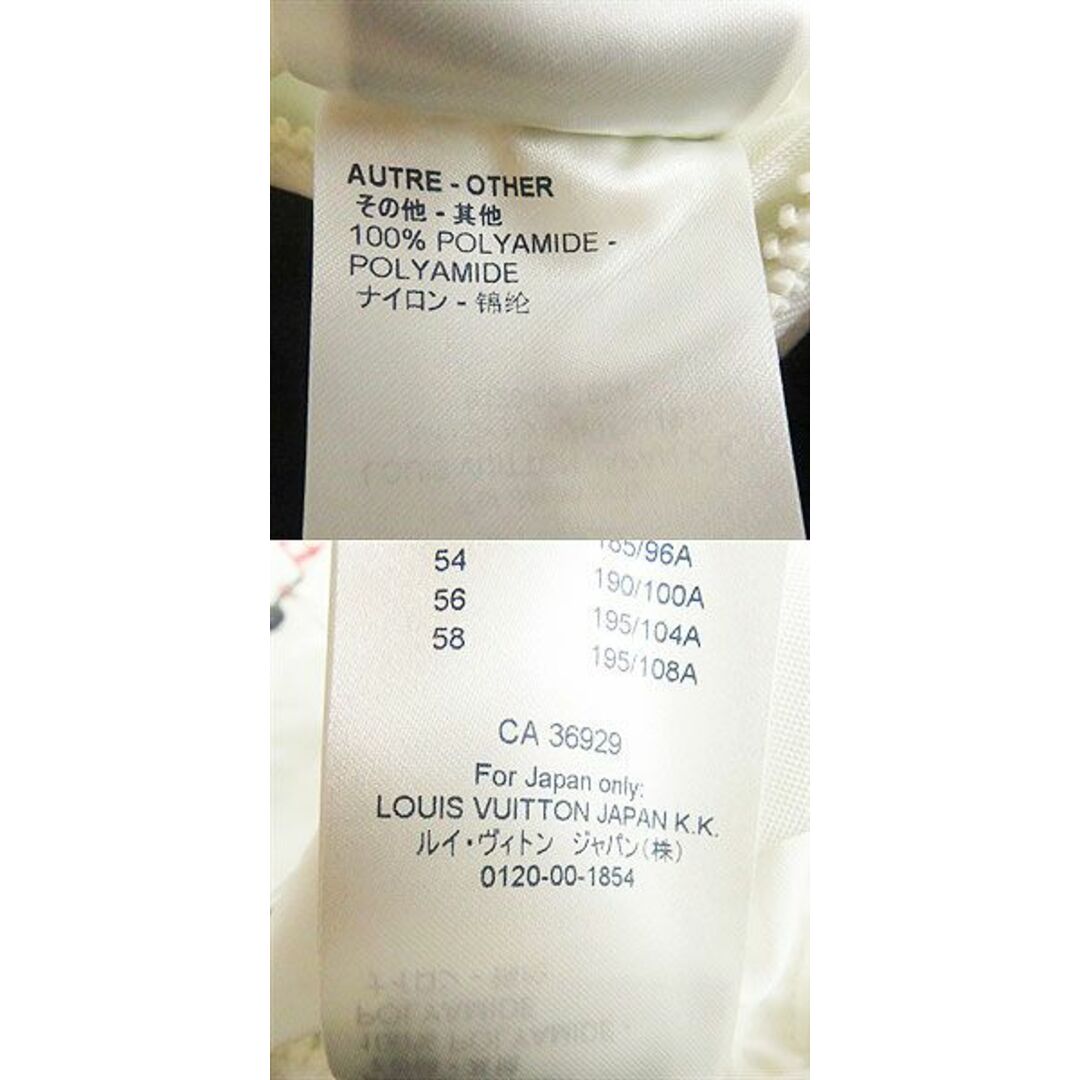 AUTRE - OTHER
その他 - 其他
100% POLYAMIDE -
POLYAMIDE
ナイロン - 锦纶
185/96A
54 190/100A
56 195/104A
58 195/108A
CA 36929
For Japan only:
LOUIS VUITTON JAPAN K.K.
ルイ・ヴィトン ジャパン(株)
0120-00-1854